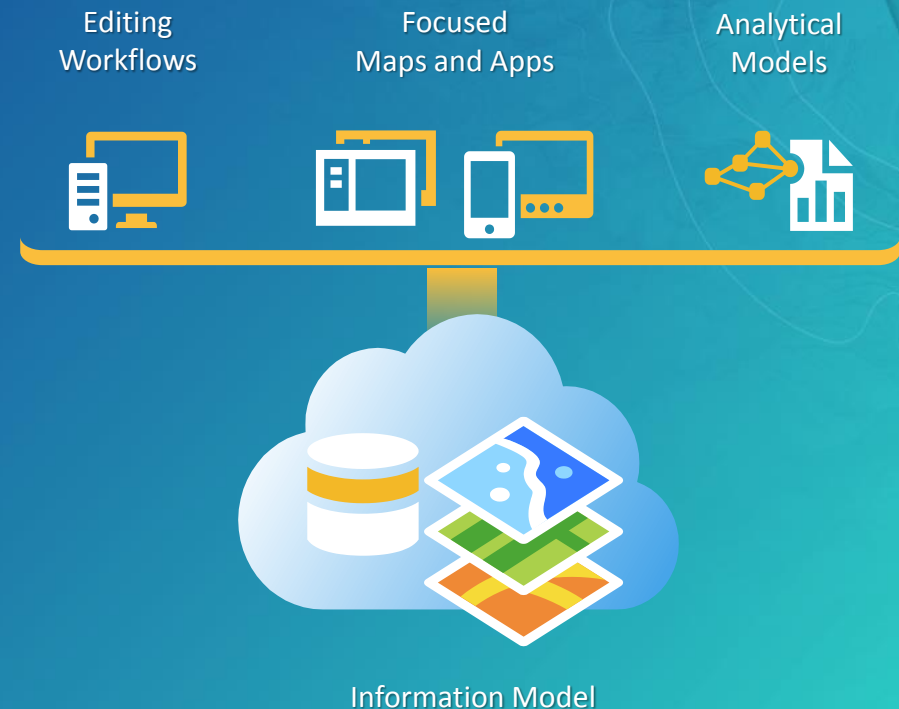 Editing
Workflows
Focused
Maps and Apps
Analytical
Models
Information Model